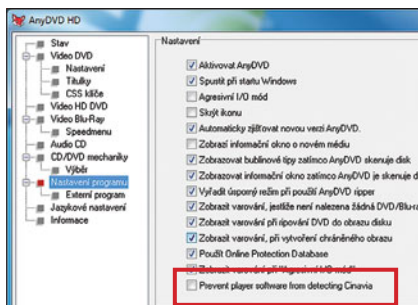 AnyDVD HD
Stav
Video DVD
Nastavení
Titulky
CSS klíče
Video HD DVD
Video Blu-Ray
Speedmenu
Audio CD
CD/DVD mechaniky
Výběr
Nastavení programu
Externí program
Jazykové nastavení
Informace
Nastavení
Aktivovat AnyDVD
Spustit při startu Windows
Agresivní I/O mód
Skrýt ikonu
Automaticky zjišťovat novou verzi AnyDVD.
Zobrazí informační okno o novém médiu
Zobrazovat bublinové tipy zatímco AnyDVD skenuje disk
Zobrazovat informační okno zatímco AnyDVD je skenuje d
Vyřadit úsporný režim při použití AnyDVD ripper
Zobrazit varování, jestliže není nalezena žádná DVD/Blu-ra
Zobrazit varování při ripování DVD do obrazu disku
Zobrazit varování, při vytvoření chráněného obrazu
Použít Online Protection Database
Zobrazit varování při "Agresivní I/O mód"
Prevent player software from detecting Cinavia